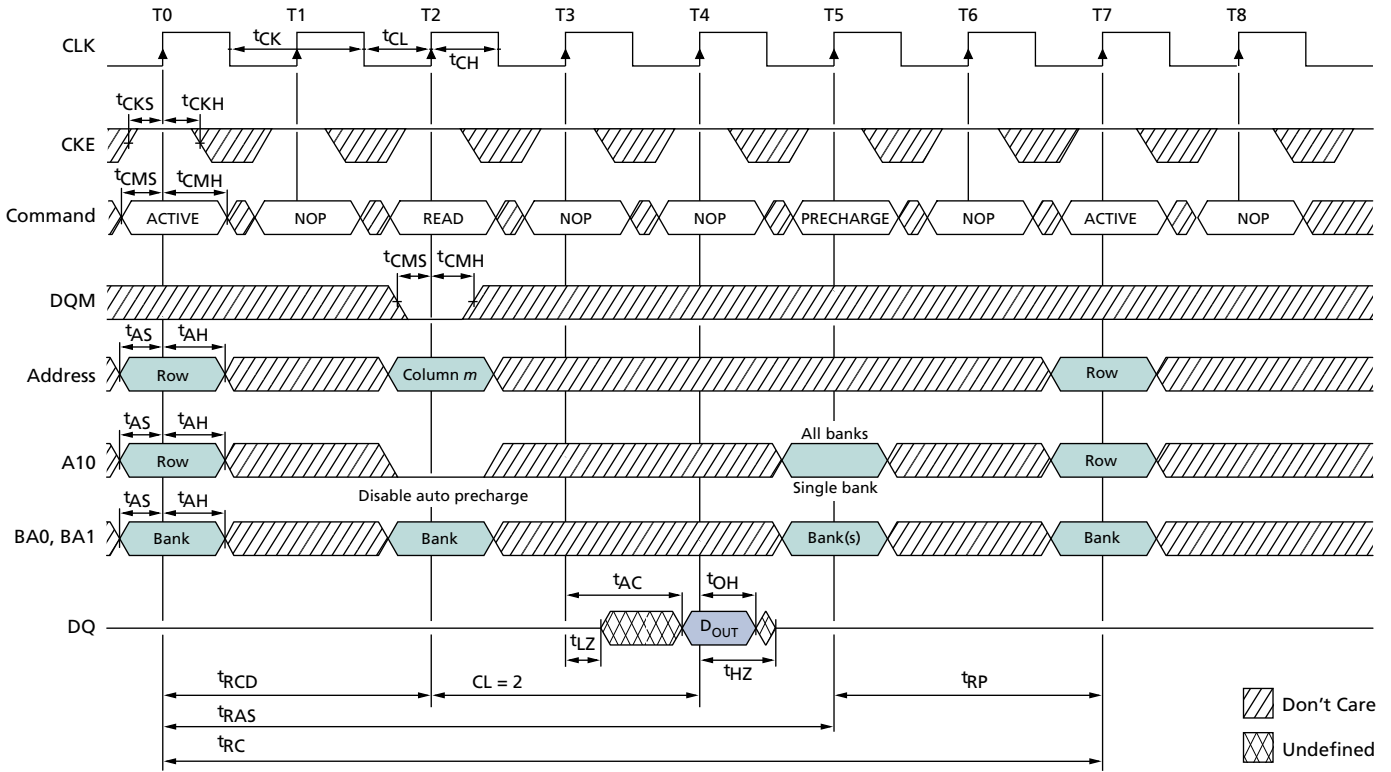 T0 T1 T2 T3 T4 T5 T6 T7 T8
CLK
tCK tCL
tCH
tCKS tCKH
CKE
tCMS tCMH
Command ACTIVE NOP READ NOP NOP PRECHARGE NOP ACTIVE NOP
tCMS tCMH
DQM
tAS tAH
Address Row Column m Row
tAS tAH
All banks
A10 Row Row
Disable auto precharge Single bank
tAS tAH
BA0, BA1 Bank Bank Bank(s) Bank
tAC tOH
DQ DOUT
tLZ tHZ
tRCD CL = 2 tRP
tRAS
tRC
Don't Care
Undefined